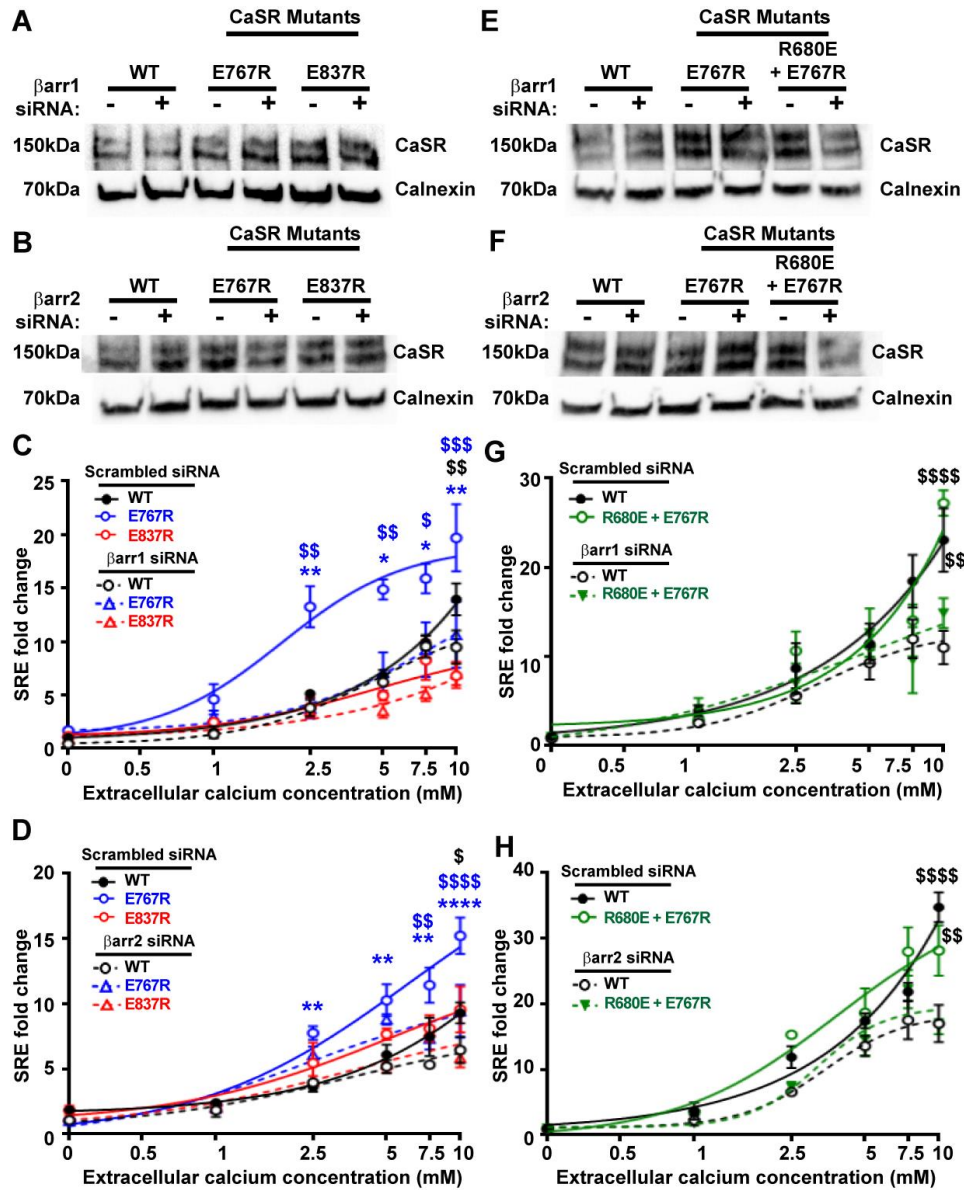 A
CaSR Mutants
βarr1 siRNA:
WT E767R E837R
- + - + - +
150kDa CaSR
70kDa Calnexin
B
CaSR Mutants
βarr2 siRNA:
WT E767R E837R
- + - + - +
150kDa CaSR
70kDa Calnexin
E
CaSR Mutants
βarr1 siRNA:
WT E767R R680E + E767R
- + - + - +
150kDa CaSR
70kDa Calnexin
F
CaSR Mutants
βarr2 siRNA:
WT E767R R680E + E767R
- + - + - +
150kDa CaSR
70kDa Calnexin
C
Scrambled siRNA
WT
E767R
E837R
βarr1 siRNA
WT
E767R
E837R
$$
**
$$
*
$
*
$$$
$$
**
SRE fold change
25
20
15
10
5
0
0 0.5 1 2.5 5 7.5 10
Extracellular calcium concentration (mM)
G
Scrambled siRNA
WT
R680E + E767R
βarr1 siRNA
WT
R680E + E767R
$$$$
$$
SRE fold change
30
20
10
0
0 0.5 1 2.5 5 7.5 10
Extracellular calcium concentration (mM)
D
Scrambled siRNA
WT
E767R
E837R
βarr2 siRNA
WT
E767R
E837R
**
**
$$
**
$
$$$$
****
SRE fold change
20
15
10
5
0
0 0.5 1 2.5 5 7.5 10
Extracellular calcium concentration (mM)
H
Scrambled siRNA
WT
R680E + E767R
βarr2 siRNA
WT
R680E + E767R
$$$$
$$
SRE fold change
40
30
20
10
0
0 0.5 1 2.5 5 7.5 10
Extracellular calcium concentration (mM)